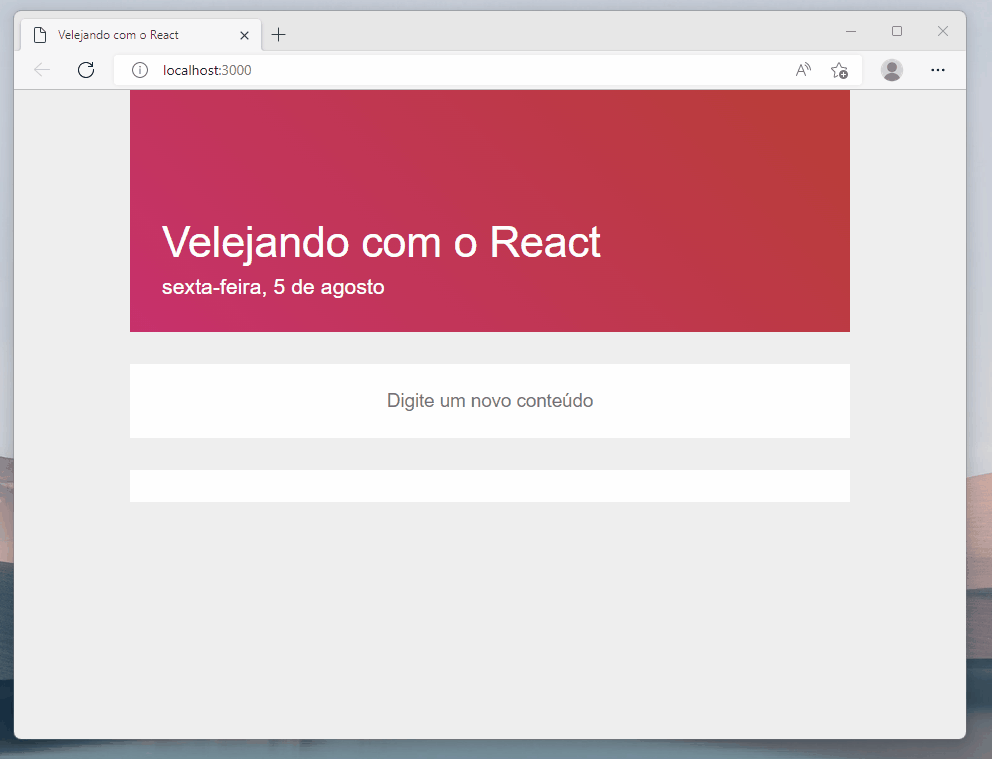 Velejando com o React
localhost:3000
Velejando com o React
sexta-feira, 5 de agosto
Digite um novo conteúdo